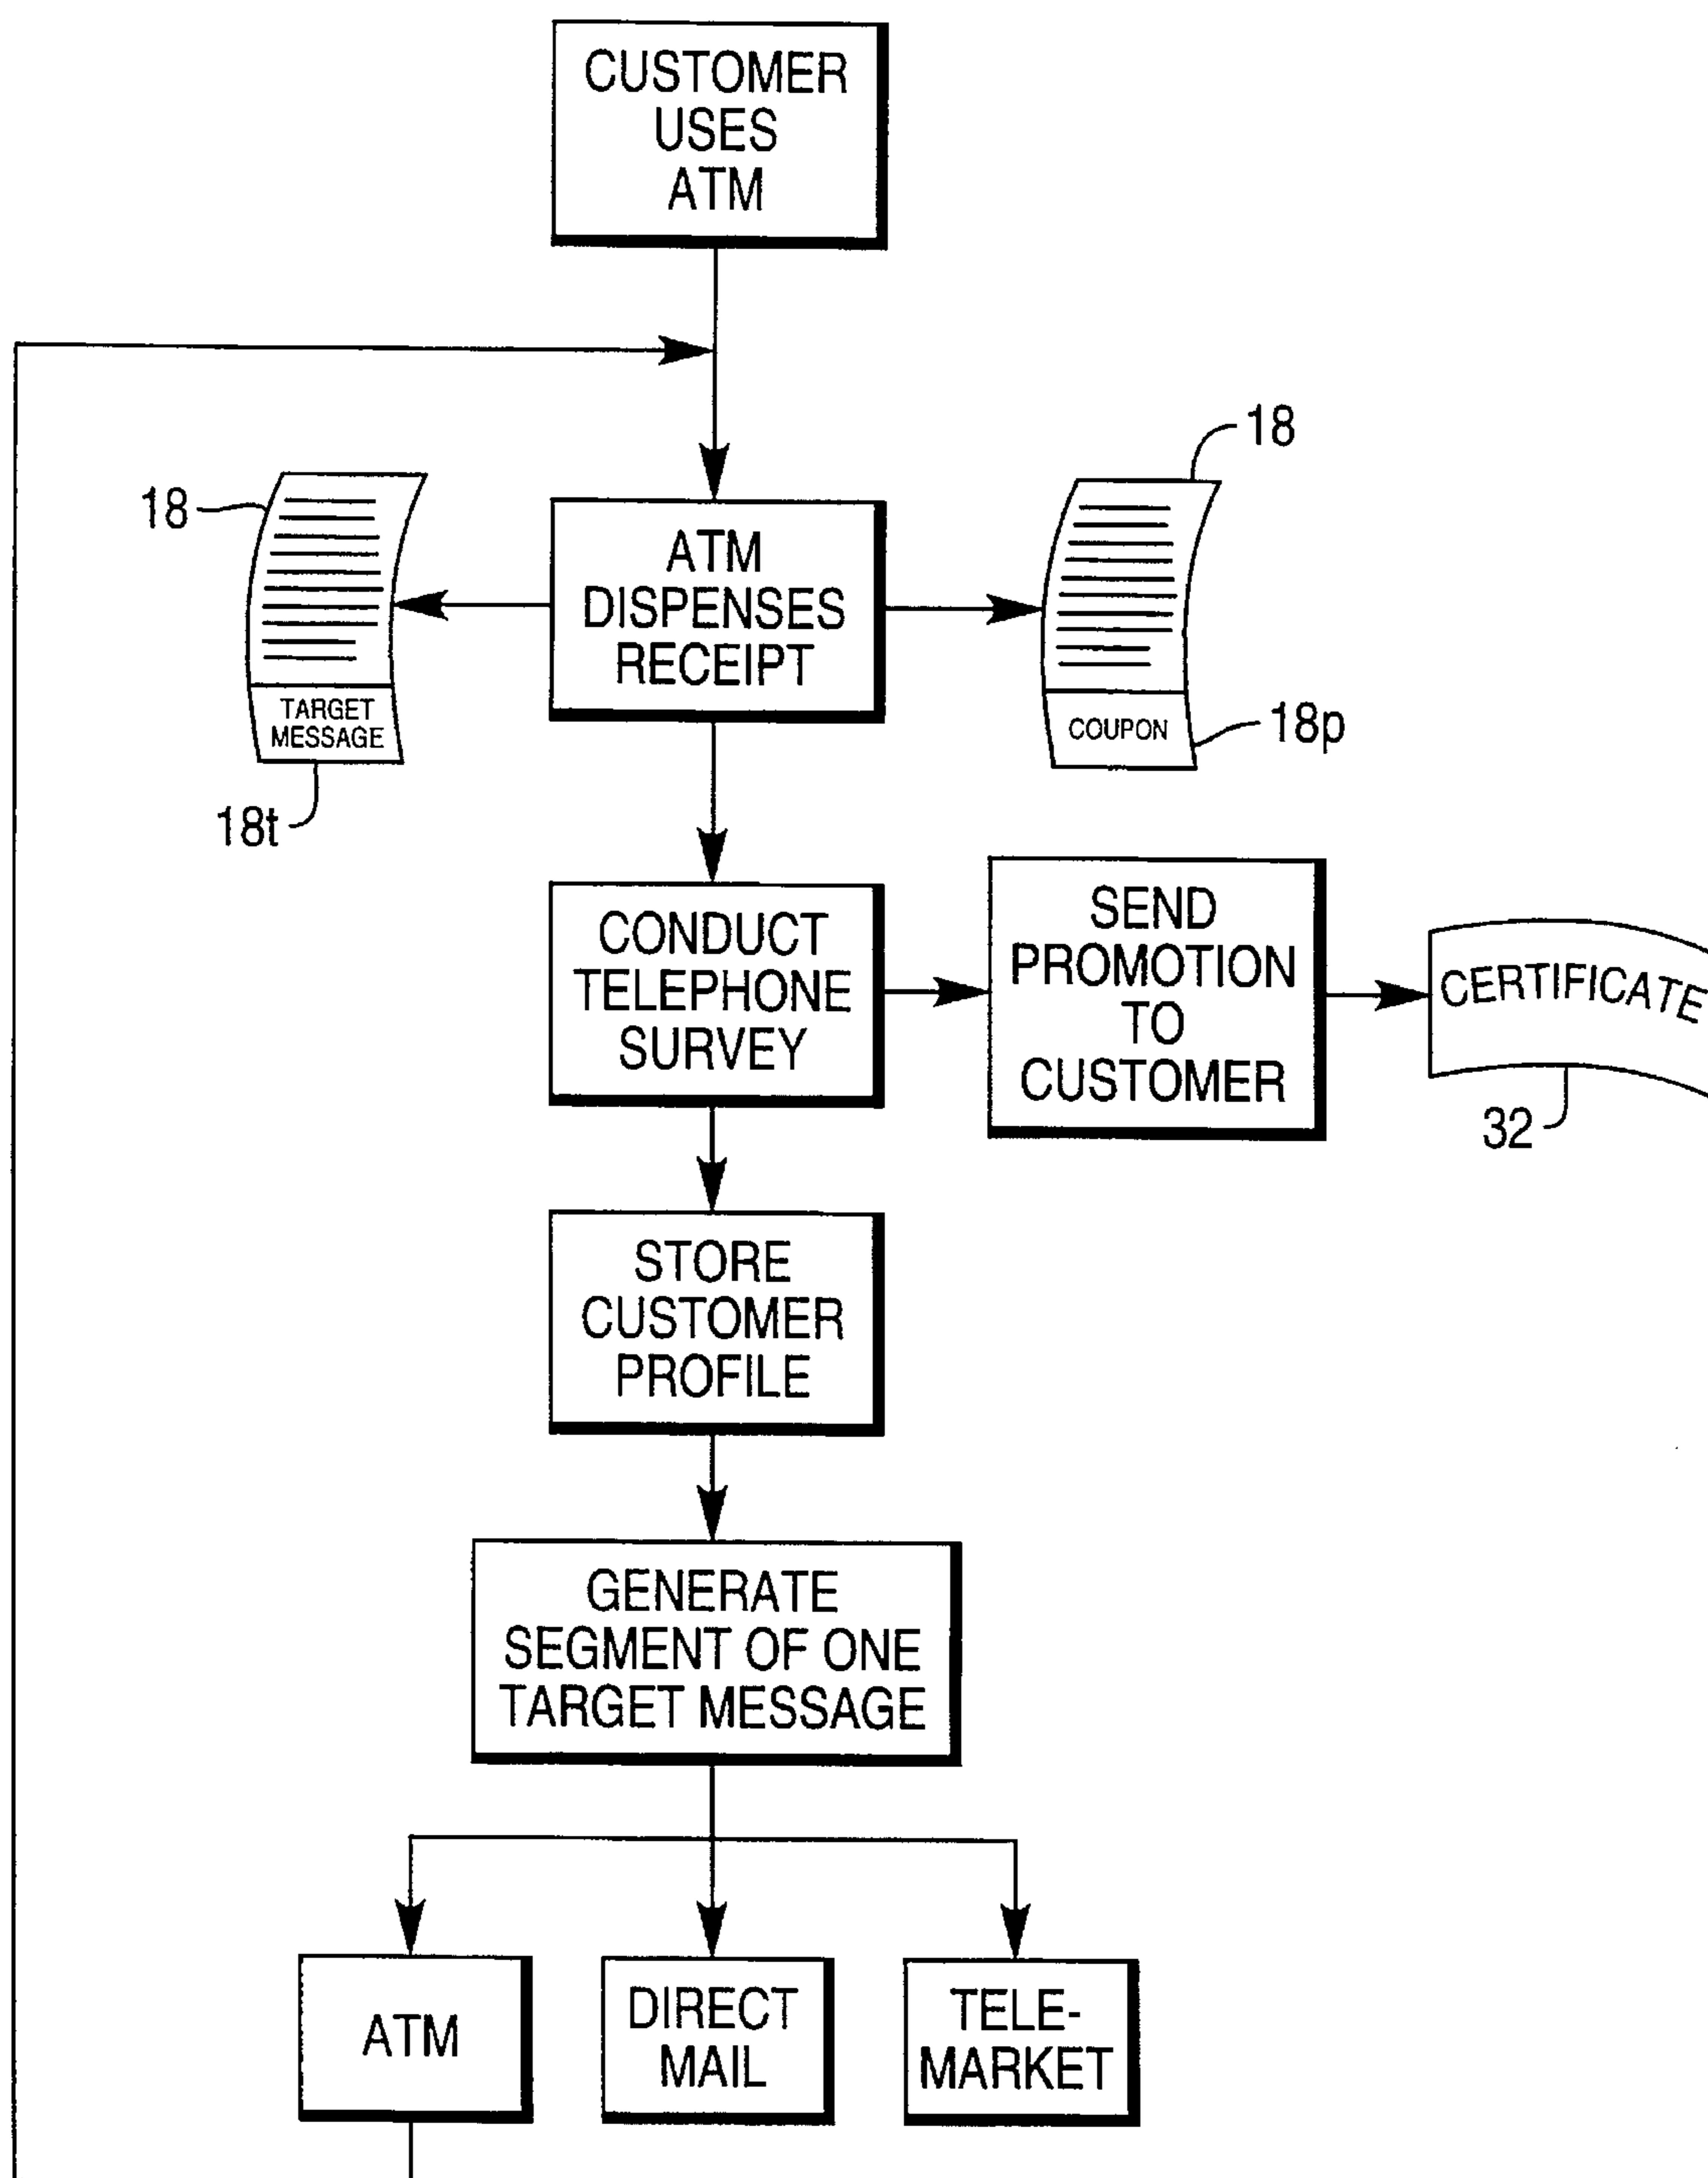 CUSTOMER
USES
ATM
18
18
ATM
DISPENSES
RECEIPT
TARGET
MESSAGE
COUPON
18p
18t
CONDUCT
TELEPHONE
SURVEY
SEND
PROMOTION
TO
CUSTOMER
CERTIFICATE
32
STORE
CUSTOMER
PROFILE
GENERATE
SEGMENT OF ONE
TARGET MESSAGE
ATM
DIRECT
MAIL
TELE-
MARKET